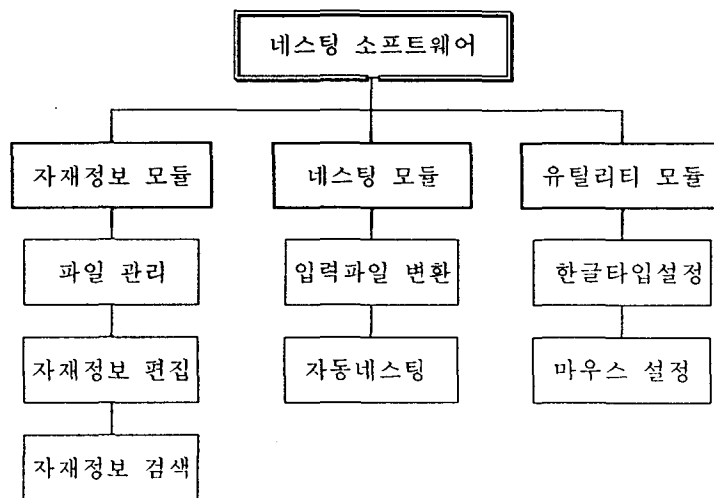 네스팅 소프트웨어
자재정보 모듈
네스팅 모듈
유틸리티 모듈
파일 관리
입력파일 변환
한글타입설정
자재정보 편집
자동네스팅
마우스 설정
자재정보 검색